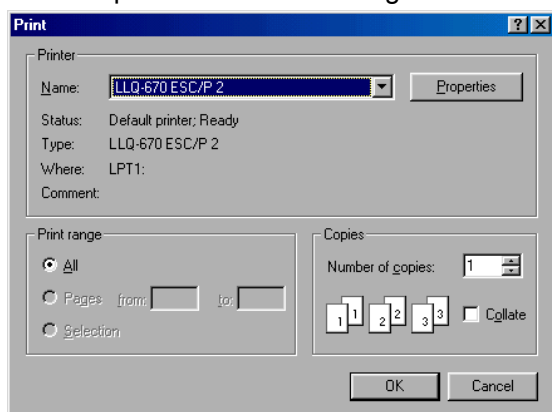 Print
Printer
Name: LLQ-670 ESC/P 2 Properties
Status: Default printer; Ready
Type: LLQ-670 ESC/P 2
Where: LPT1:
Comment:
Print range
All
Pages from: to:
Selection
Copies
Number of copies: 1
1 1 2 2 3 3 Collate
OK Cancel